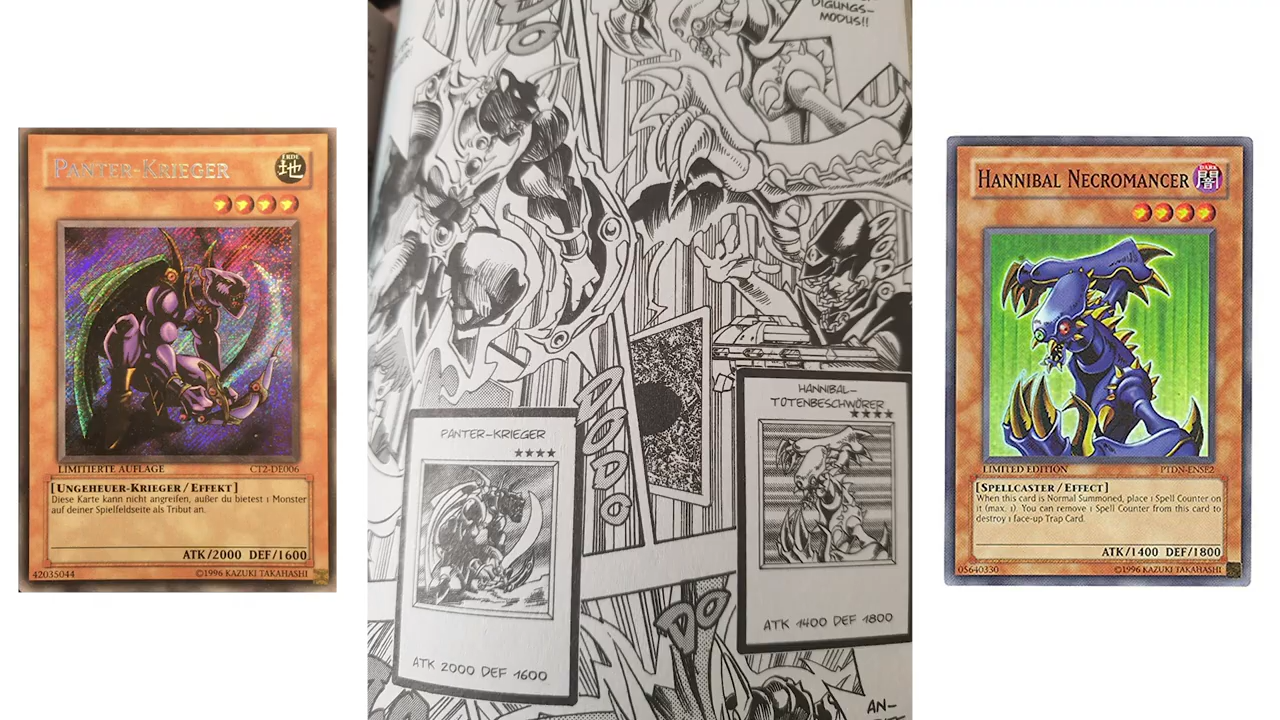 PANTER-KRIEGER
ERDE
地
LIMITIERTE AUFLAGE CT2-DE006
[UNGEHEUER-KRIEGER / EFFEKT]
Diese Karte kann nicht angreifen, außer du bietest 1 Monster
auf deiner Spielfeldseite als Tribut an.
ATK/2000 DEF/1600
42035044 ©1996 KAZUKI TAKAHASHI
DIGUNGS-
MODUS!!
DODO
DODO
PANTER-KRIEGER
ATK 2000 DEF 1600
HANNIBAL-
TOTENBESCHWÖRER
ATK 1400 DEF 1800
DO
AN-
HANNIBAL NECROMANCER
DARK
闇
LIMITED EDITION PTDN-ENSE2
[SPELLCASTER / EFFECT]
When this card is Normal Summoned, place 1 Spell Counter on
it (max. 1). You can remove 1 Spell Counter from this card to
destroy 1 face-up Trap Card.
ATK/1400 DEF/1800
05640330 ©1996 KAZUKI TAKAHASHI